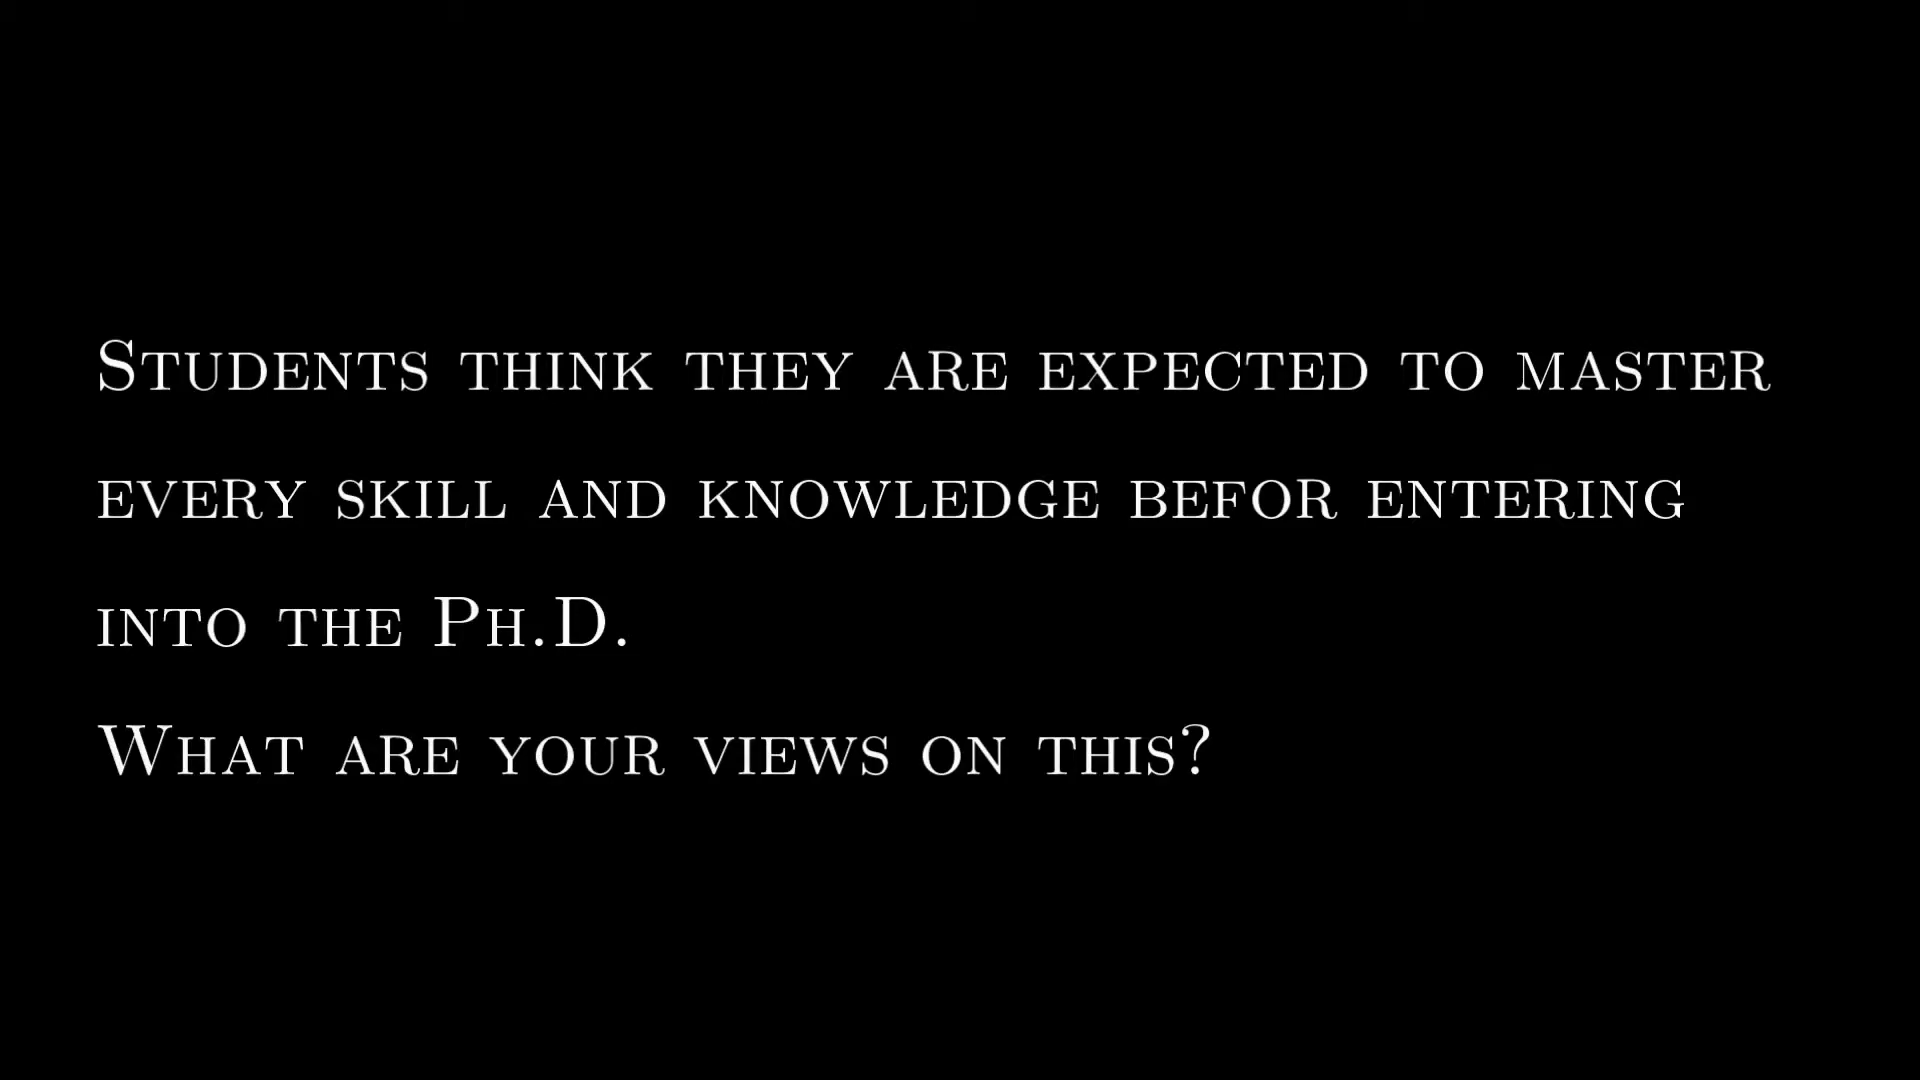 Students think they are expected to master
every skill and knowledge befor entering
into the Ph.D.
What are your views on this?